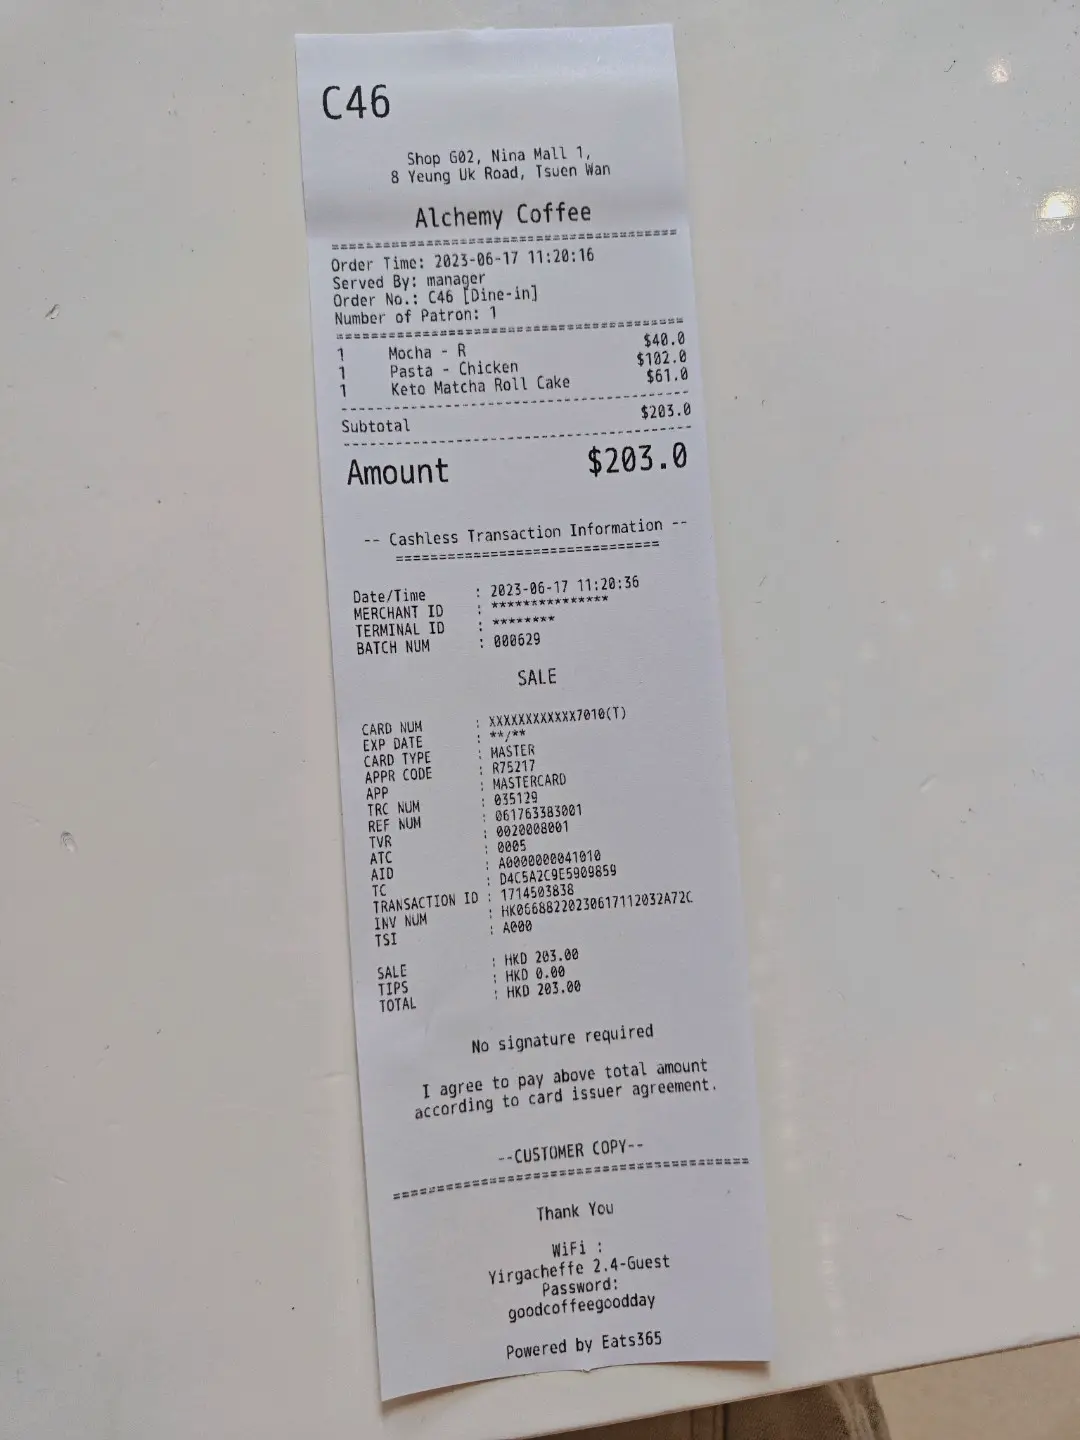 C46
Shop G02, Nina Mall 1,
8 Yeung Uk Road, Tsuen Wan
Alchemy Coffee
========================================
Order Time: 2023-06-17 11:20:16
Served By: manager
Order No.: C46 [Dine-in]
Number of Patron: 1
========================================
1 Mocha - R $40.0
1 Pasta - Chicken $102.0
1 Keto Matcha Roll Cake $61.0
----------------------------------------
Subtotal $203.0
----------------------------------------
Amount $203.0
-- Cashless Transaction Information --
==============================
Date/Time : 2023-06-17 11:20:36
MERCHANT ID : ***************
TERMINAL ID : ********
BATCH NUM : 000629
SALE
CARD NUM : XXXXXXXXXXXX7010(T)
EXP DATE : **/**
CARD TYPE : MASTER
APPR CODE : R75217
APP : MASTERCARD
TRC NUM : 035129
REF NUM : 061763383001
TVR : 0020008001
ATC : 0005
AID : A0000000041010
TC : D4C5A2C9E5909859
TRANSACTION ID : 1714503838
INV NUM : HK06688220230617112032A72C
TSI : A000
SALE : HKD 203.00
TIPS : HKD 0.00
TOTAL : HKD 203.00
No signature required
I agree to pay above total amount
according to card issuer agreement.
--CUSTOMER COPY--
========================================
Thank You
WiFi :
Yirgacheffe 2.4-Guest
Password:
goodcoffeegoodday
Powered by Eats365